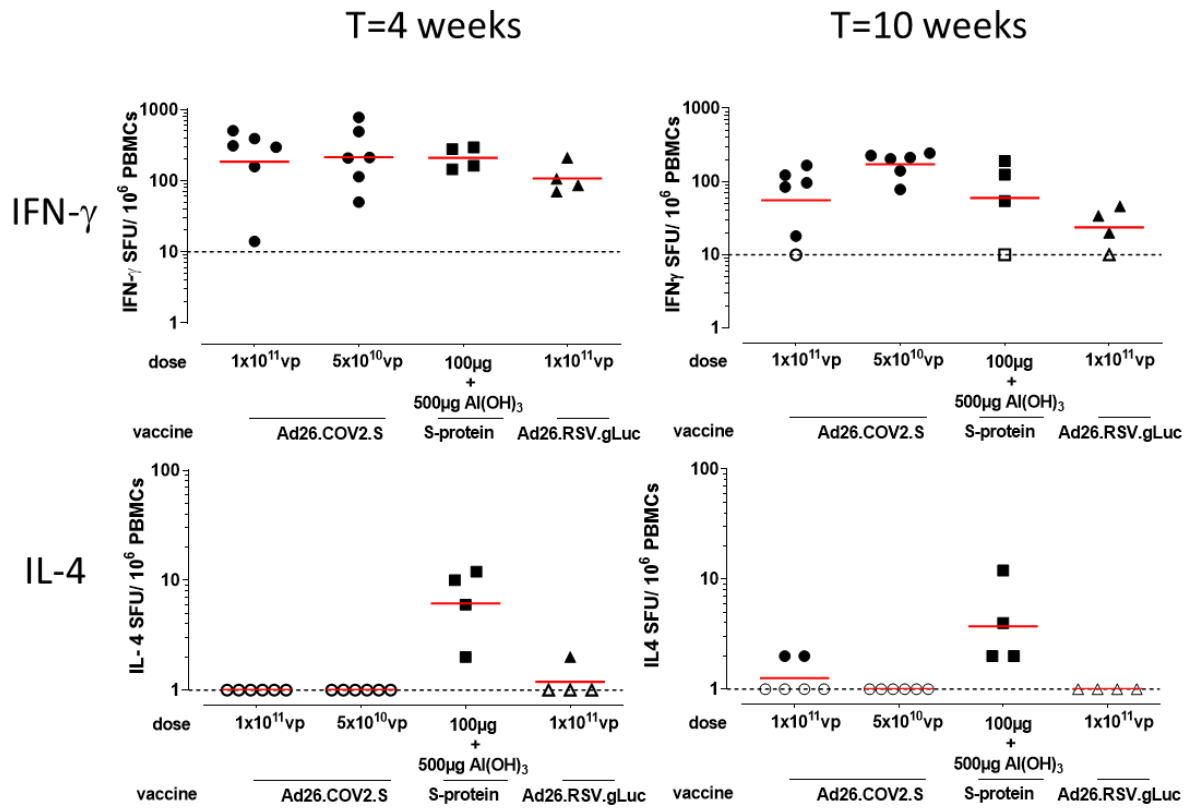 T=4 weeks
T=10 weeks
IFN-γ
IFN-γ SFU/ 10⁶ PBMCs
1000
100
10
1
dose
1x10¹¹vp
5x10¹⁰vp
100µg
+
500µg Al(OH)₃
1x10¹¹vp
vaccine
Ad26.COV2.S
S-protein
Ad26.RSV.gLuc
IFNγ SFU/ 10⁶ PBMCs
1000
100
10
1
dose
1x10¹¹vp
5x10¹⁰vp
100µg
+
500µg Al(OH)₃
1x10¹¹vp
vaccine
Ad26.COV2.S
S-protein
Ad26.RSV.gLuc
IL-4
IL- 4 SFU/ 10⁶ PBMCs
100
10
1
dose
1x10¹¹vp
5x10¹⁰vp
100µg
+
500µg Al(OH)₃
1x10¹¹vp
vaccine
Ad26.COV2.S
S-protein
Ad26.RSV.gLuc
IL4 SFU/ 10⁶ PBMCs
100
10
1
dose
1x10¹¹vp
5x10¹⁰vp
100µg
+
500µg Al(OH)₃
1x10¹¹vp
vaccine
Ad26.COV2.S
S-protein
Ad26.RSV.gLuc